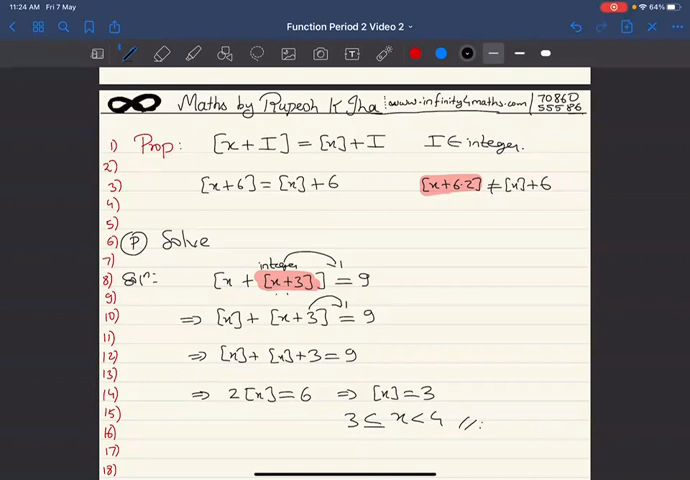 11:24 AM Fri 7 May
64%
Function Period 2 Video 2
Maths by Rupesh K Jha | www.infinity4maths.com/ 70860 55586
1) Prop: [x + I] = [x] + I I ∈ integer.
2)
3) [x+6] = [x] + 6 [x+6.2] ≠ [x] + 6
4)
5)
6) P Solve
7) integer
8) Solⁿ: [x + [x+3]] = 9
9)
10) ⇒ [x] + [x+3] = 9
11)
12) ⇒ [x] + [x] + 3 = 9
13)
14) ⇒ 2[x] = 6 ⇒ [x] = 3
15) 3 ≤ x < 4 //:
16)
17)
18)